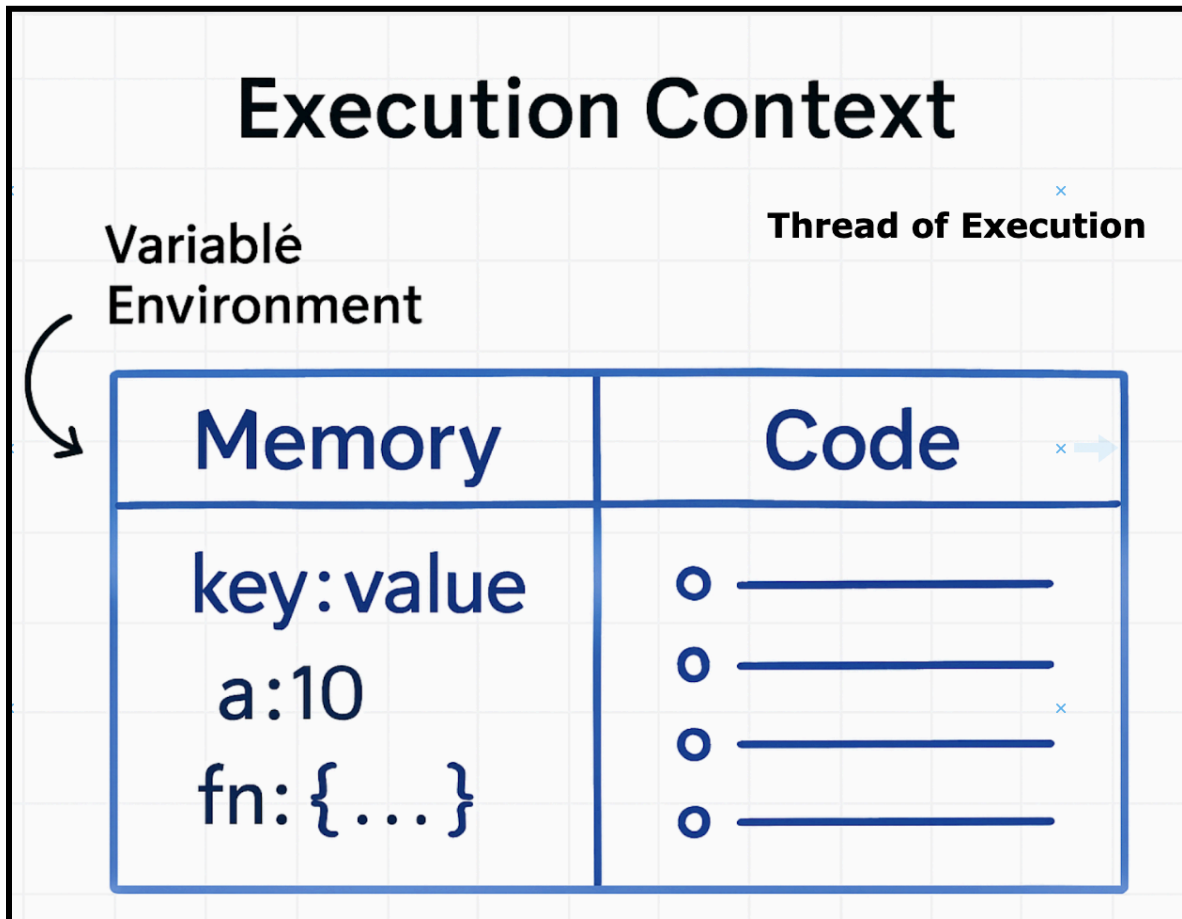 Execution Context
Thread of Execution
Variablé
Environment
Memory
Code
key:value
a:10
fn:{...}